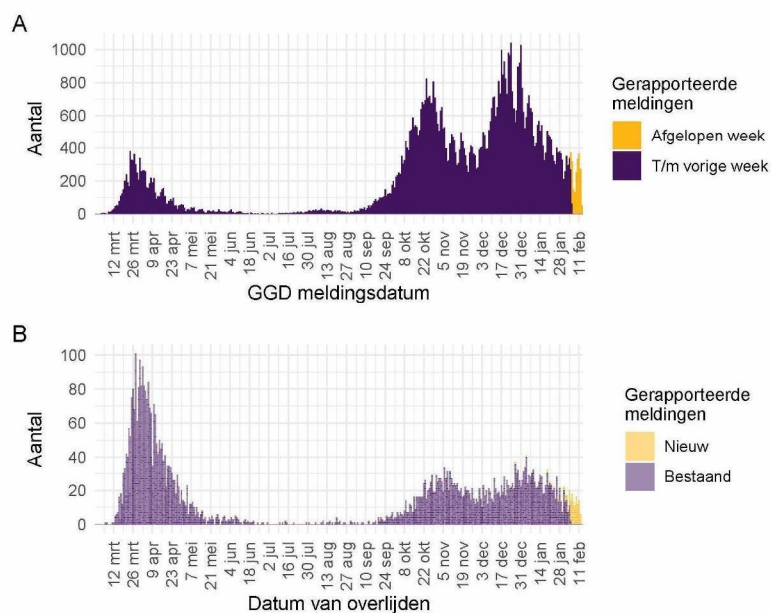 A
1000
800
600
400
200
0
Aantal
12 mrt
26 mrt
9 apr
23 apr
7 mei
21 mei
4 jun
18 jun
2 jul
16 jul
30 jul
13 aug
27 aug
10 sep
24 sep
8 okt
22 okt
5 nov
19 nov
3 dec
17 dec
31 dec
14 jan
28 jan
11 feb
GGD meldingsdatum
Gerapporteerde
meldingen
Afgelopen week
T/m vorige week
B
100
80
60
40
20
0
Aantal
12 mrt
26 mrt
9 apr
23 apr
7 mei
21 mei
4 jun
18 jun
2 jul
16 jul
30 jul
13 aug
27 aug
10 sep
24 sep
8 okt
22 okt
5 nov
19 nov
3 dec
17 dec
31 dec
14 jan
28 jan
11 feb
Datum van overlijden
Gerapporteerde
meldingen
Nieuw
Bestaand